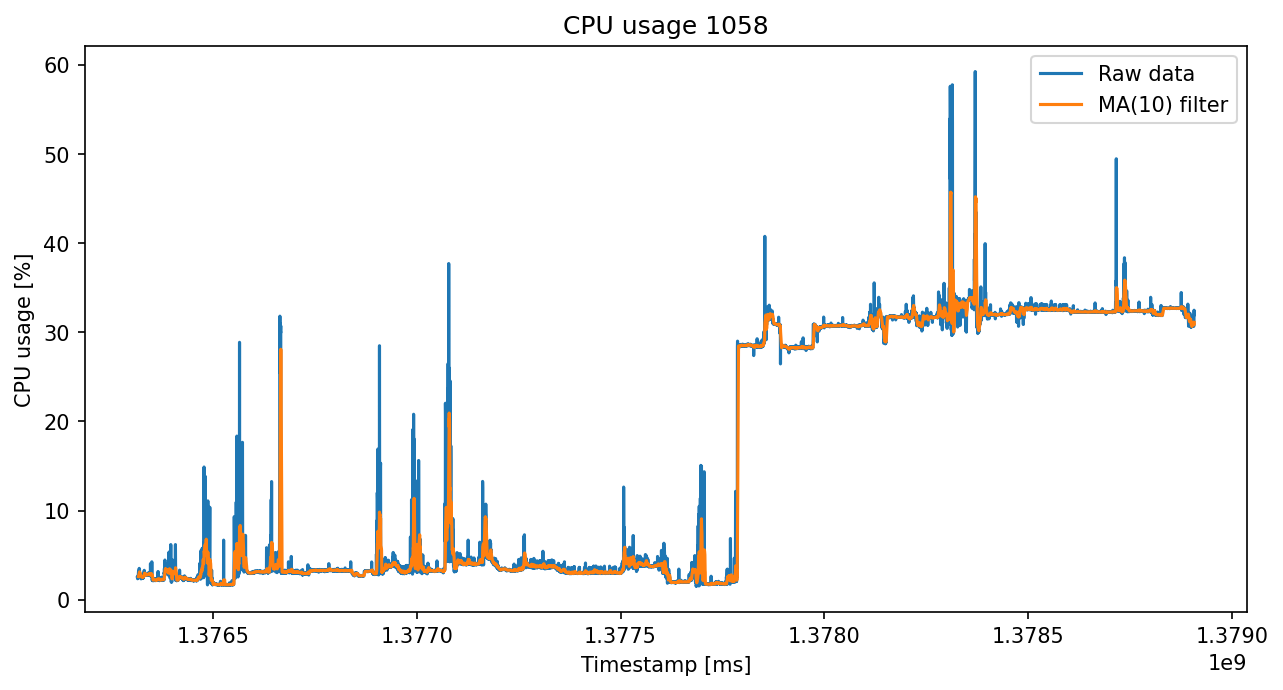 CPU usage 1058
Raw data
MA(10) filter
CPU usage [%]
60
50
40
30
20
10
0
1.3765 1.3770 1.3775 1.3780 1.3785 1.3790
1e9
Timestamp [ms]